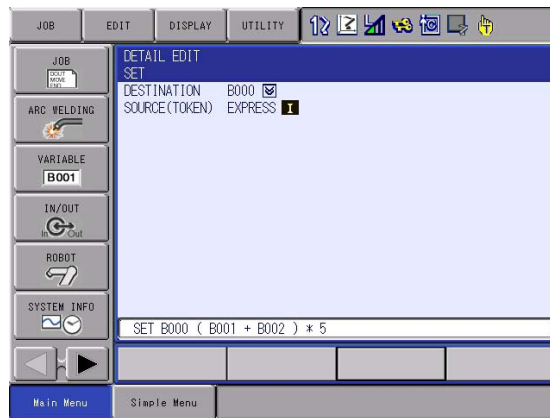 JOB EDIT DISPLAY UTILITY
JOB
DOUT
MOVE
END
ARC WELDING
VARIABLE
B001
IN/OUT
In Out
ROBOT
SYSTEM INFO
DETAIL EDIT
SET
DESTINATION B000
SOURCE(TOKEN) EXPRESS I
SET B000 ( B001 + B002 ) * 5
Main Menu Simple Menu